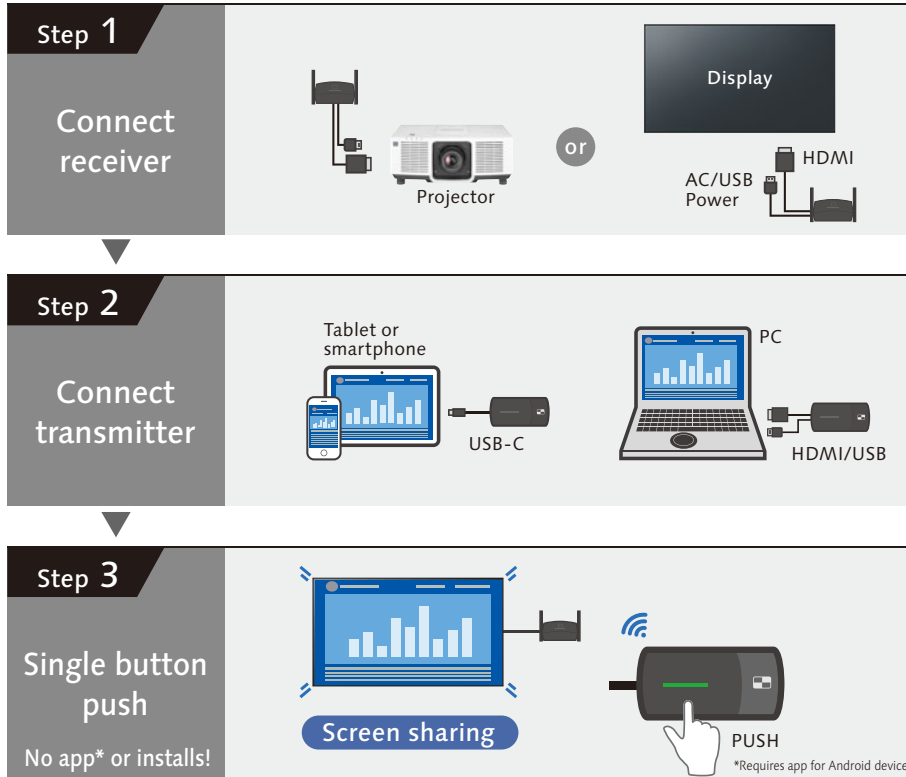 Step 1
Connect
receiver
Projector
or
Display
HDMI
AC/USB
Power
Step 2
Connect
transmitter
Tablet or
smartphone
USB-C
PC
HDMI/USB
Step 3
Single button
push
No app* or installs!
Screen sharing
PUSH
*Requires app for Android device